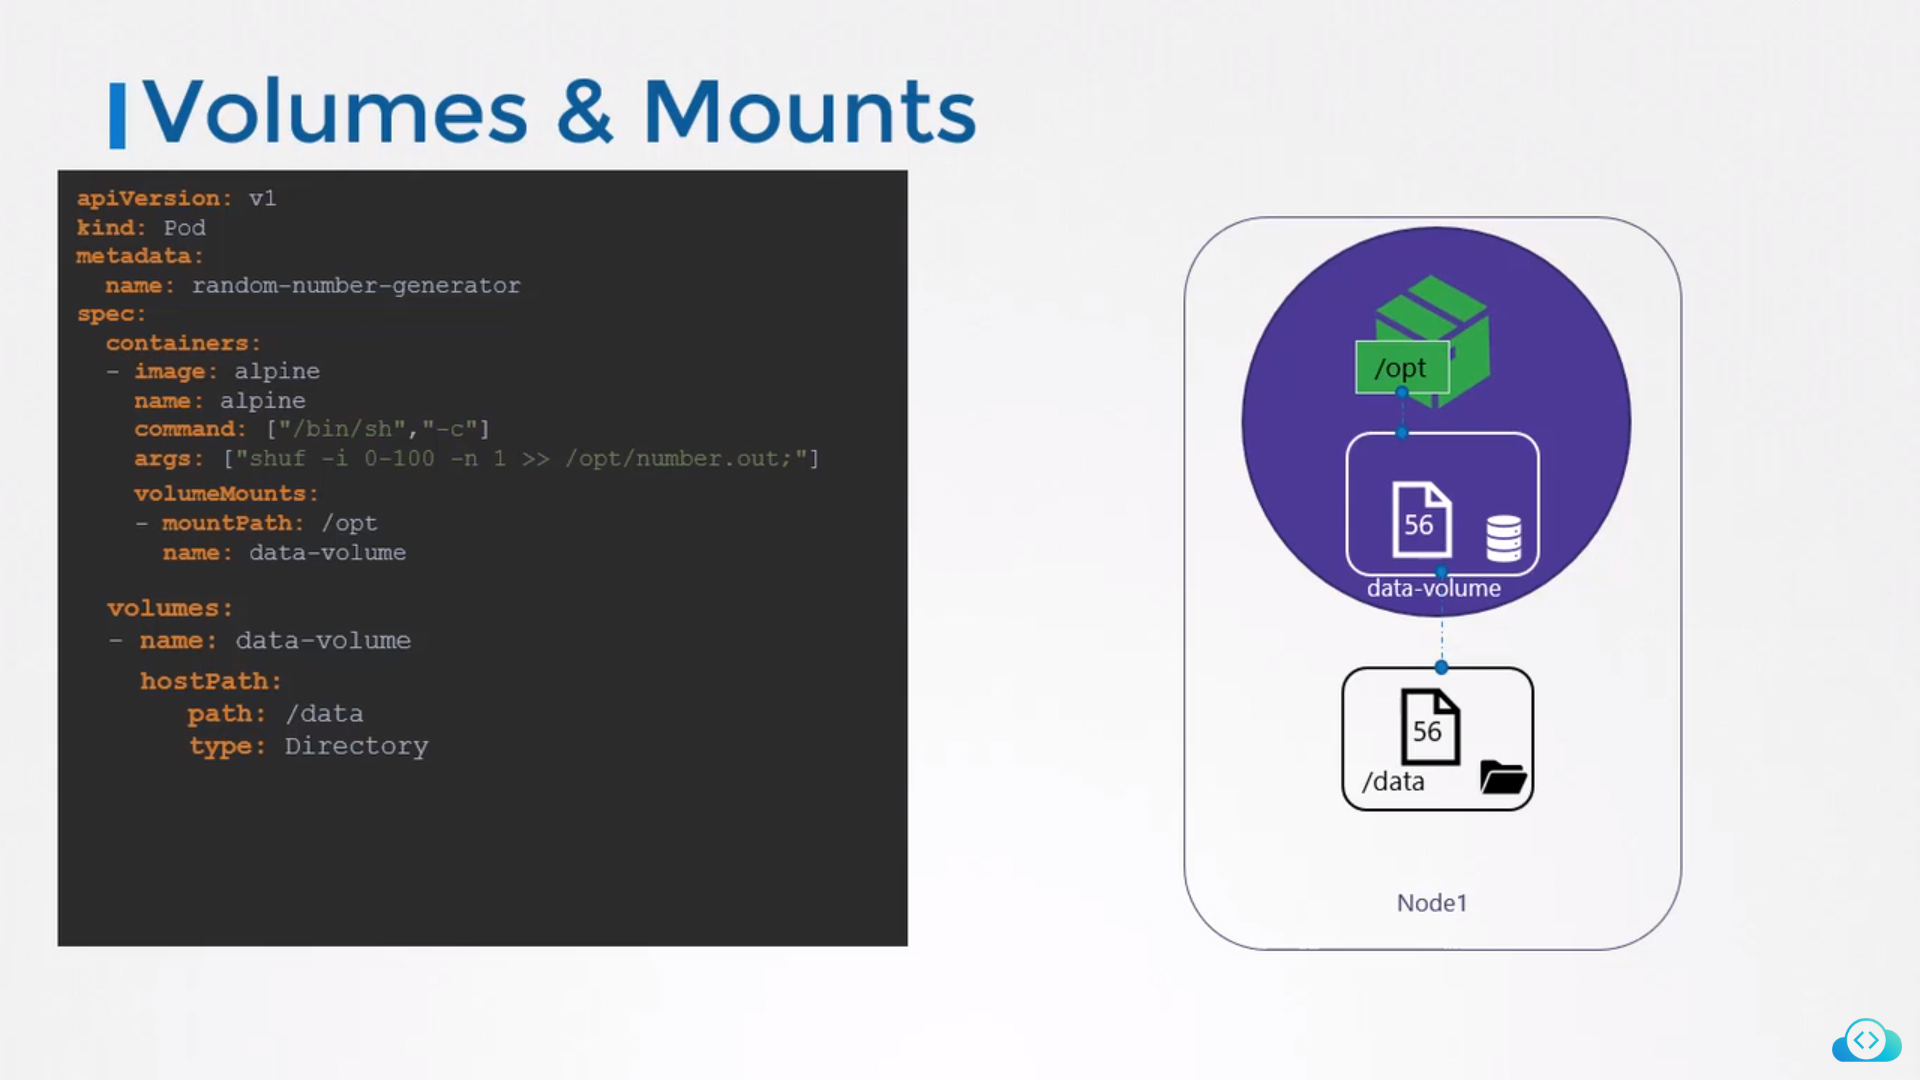 Volumes & Mounts
apiVersion: v1
kind: Pod
metadata:
  name: random-number-generator
spec:
  containers:
  - image: alpine
    name: alpine
    command: ["/bin/sh","-c"]
    args: ["shuf -i 0-100 -n 1 >> /opt/number.out;"]
    volumeMounts:
    - mountPath: /opt
      name: data-volume
  volumes:
  - name: data-volume
    hostPath:
       path: /data
       type: Directory
/opt
56
data-volume
56
/data
Node1